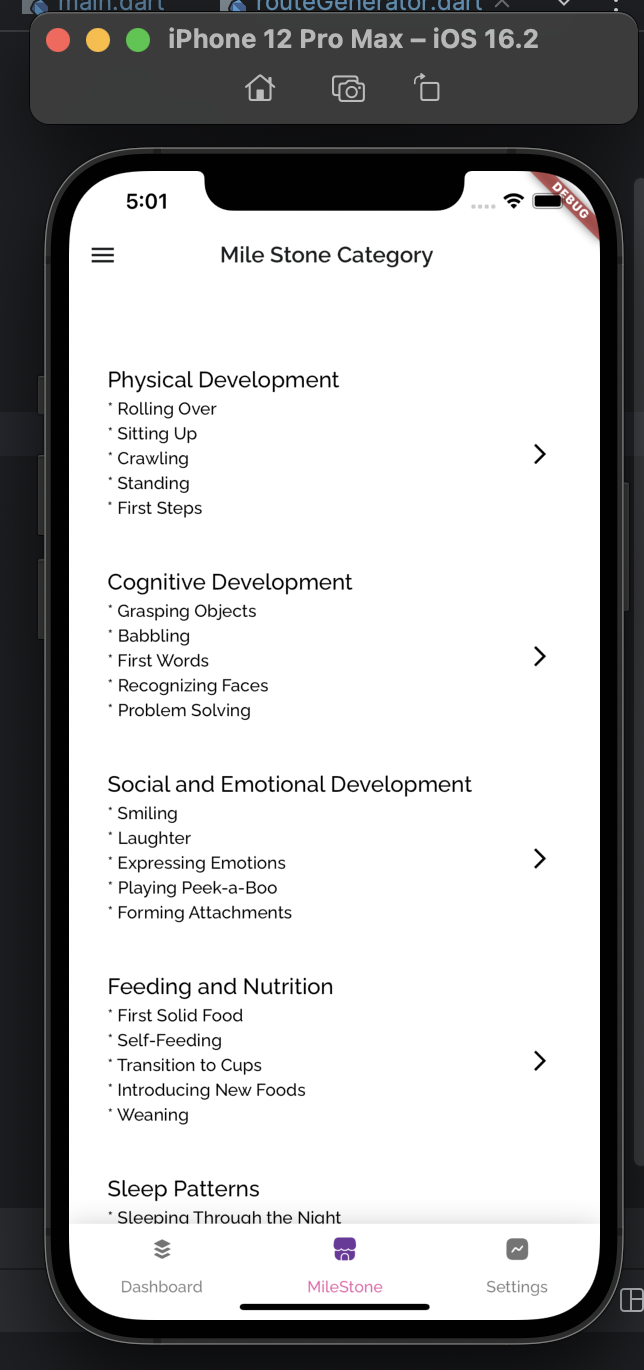 main.dart
routeGenerator.dart
iPhone 12 Pro Max – iOS 16.2
5:01
DEBUG
Mile Stone Category
Physical Development
* Rolling Over
* Sitting Up
* Crawling
* Standing
* First Steps
Cognitive Development
* Grasping Objects
* Babbling
* First Words
* Recognizing Faces
* Problem Solving
Social and Emotional Development
* Smiling
* Laughter
* Expressing Emotions
* Playing Peek-a-Boo
* Forming Attachments
Feeding and Nutrition
* First Solid Food
* Self-Feeding
* Transition to Cups
* Introducing New Foods
* Weaning
Sleep Patterns
* Sleeping Through the Night
Dashboard
MileStone
Settings